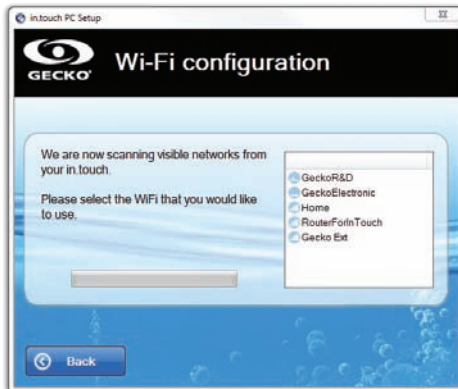 in.touch PC Setup
GECKO
Wi-Fi configuration
We are now scanning visible networks from
your in.touch.
Please select the WiFi that you would like
to use.
GeckoR&D
GeckoElectronic
Home
RouterForInTouch
Gecko Ext
Back